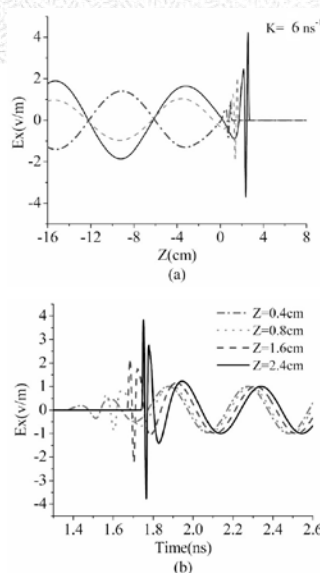 K= 6 ns⁻¹
4
2
0
-2
-4
Ex(v/m)
-16 -12 -8 -4 0 4 8
Z(cm)
(a)
4
3
2
1
0
-1
-2
-3
-4
Ex(v/m)
Z=0.4cm
Z=0.8cm
Z=1.6cm
Z=2.4cm
1.4 1.6 1.8 2.0 2.2 2.4 2.6
Time(ns)
(b)